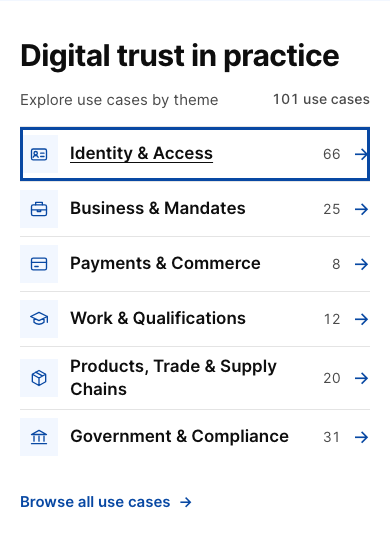 Digital trust in practice
Explore use cases by theme 101 use cases
Identity & Access 66 →
Business & Mandates 25 →
Payments & Commerce 8 →
Work & Qualifications 12 →
Products, Trade & Supply
Chains 20 →
Government & Compliance 31 →
Browse all use cases →